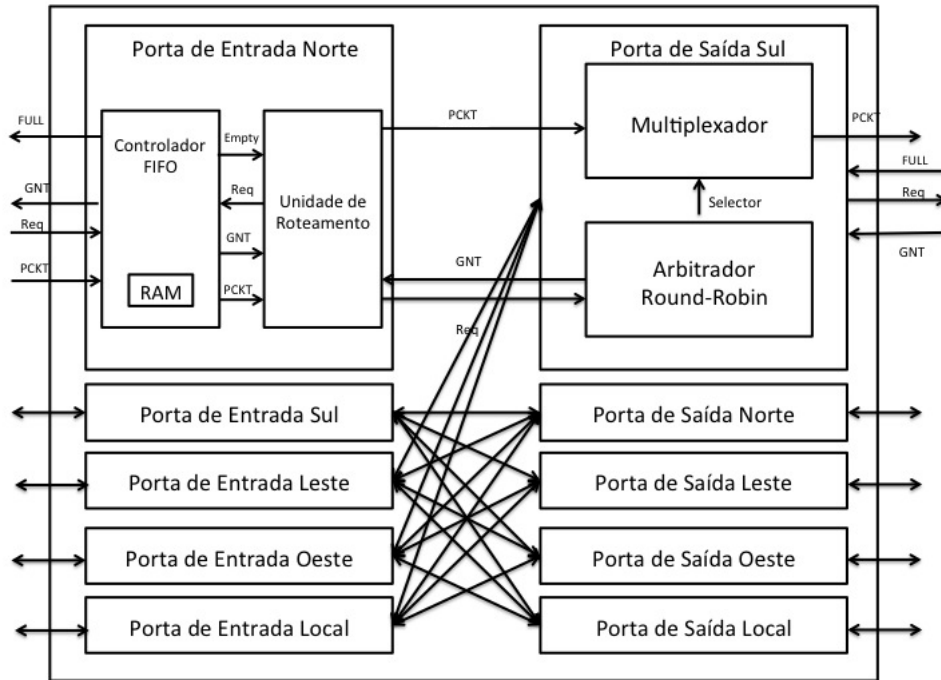 Porta de Entrada Norte
FULL
GNT
Req
PCKT
Controlador
FIFO
RAM
Empty
Req
GNT
PCKT
Unidade de
Roteamento
PCKT
GNT
Req
Porta de Saída Sul
Multiplexador
Selector
Arbitrador
Round-Robin
PCKT
FULL
Req
GNT
Porta de Entrada Sul
Porta de Saída Norte
Porta de Entrada Leste
Porta de Saída Leste
Porta de Entrada Oeste
Porta de Saída Oeste
Porta de Entrada Local
Porta de Saída Local